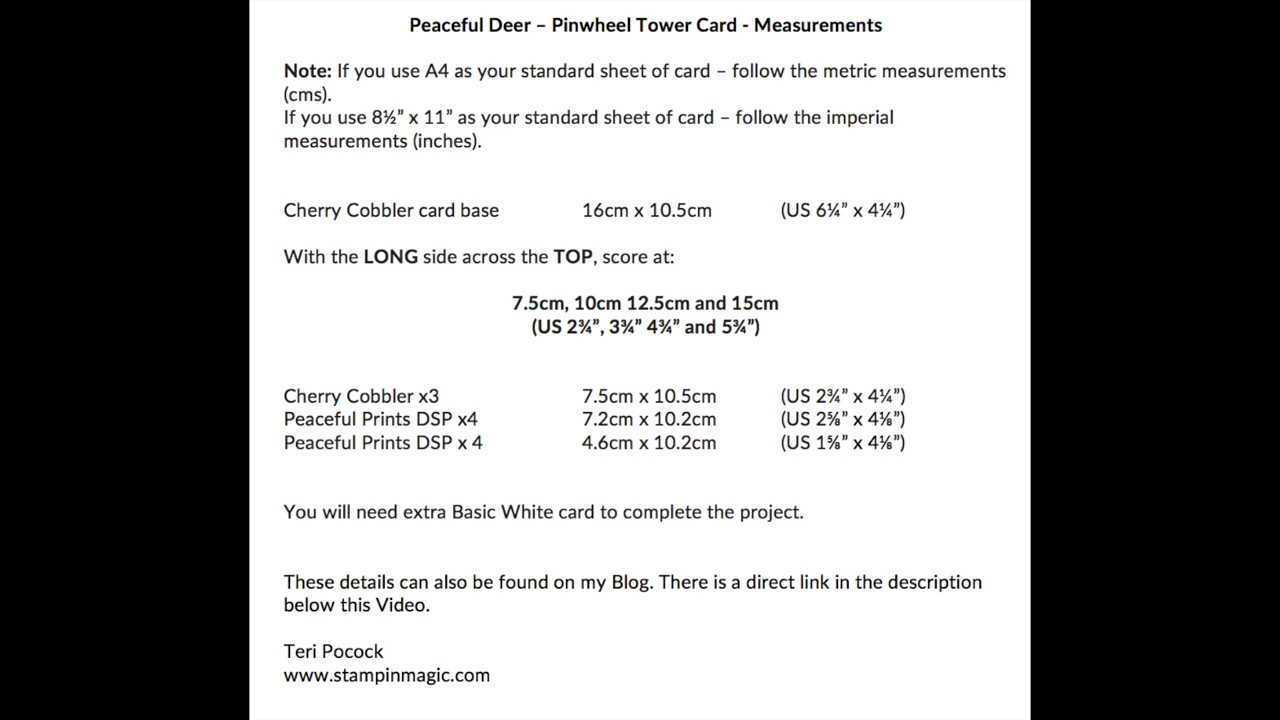 Peaceful Deer – Pinwheel Tower Card - Measurements
Note: If you use A4 as your standard sheet of card – follow the metric measurements
(cms).
If you use 8½” x 11” as your standard sheet of card – follow the imperial
measurements (inches).
Cherry Cobbler card base 16cm x 10.5cm (US 6¼” x 4¼”)
With the LONG side across the TOP, score at:
7.5cm, 10cm 12.5cm and 15cm
(US 2¾”, 3¾” 4¾” and 5¾”)
Cherry Cobbler x3 7.5cm x 10.5cm (US 2¾” x 4¼”)
Peaceful Prints DSP x4 7.2cm x 10.2cm (US 2⅝” x 4⅛”)
Peaceful Prints DSP x 4 4.6cm x 10.2cm (US 1⅝” x 4⅛”)
You will need extra Basic White card to complete the project.
These details can also be found on my Blog. There is a direct link in the description
below this Video.
Teri Pocock
www.stampinmagic.com